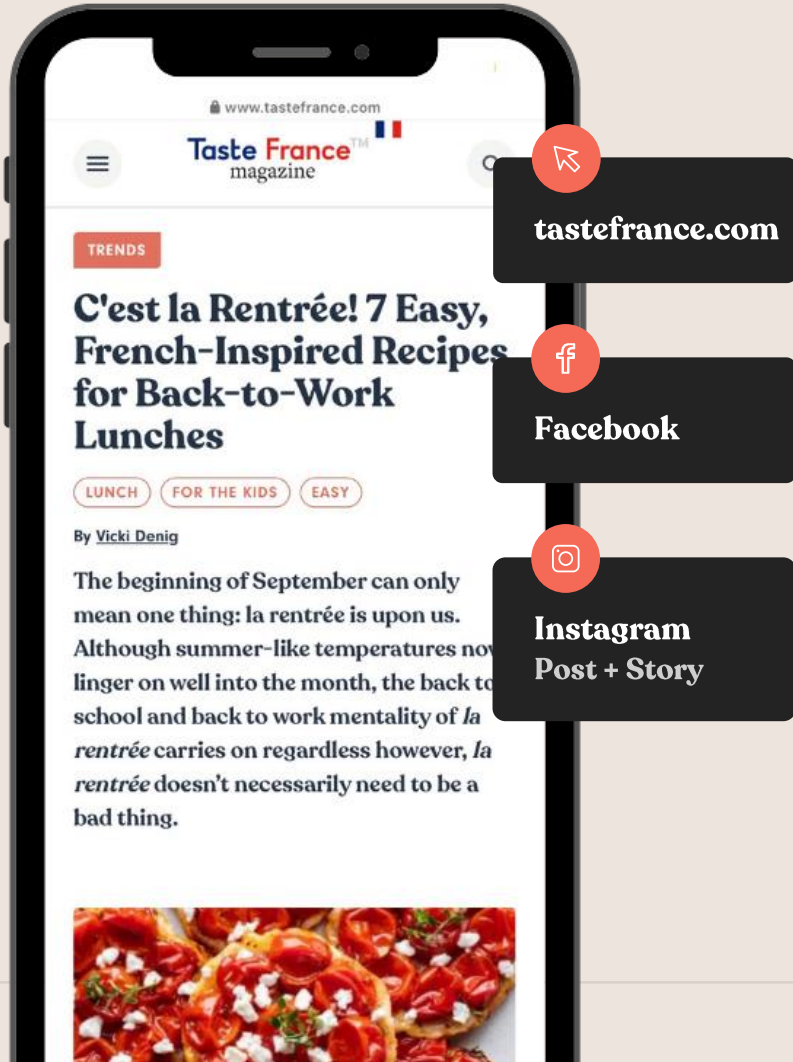 www.tastefrance.com
Taste France™
magazine
TRENDS
C'est la Rentrée! 7 Easy,
French-Inspired Recipes
for Back-to-Work
Lunches
LUNCH FOR THE KIDS EASY
By Vicki Denig
The beginning of September can only
mean one thing: la rentrée is upon us.
Although summer-like temperatures
linger on well into the month, the back to
school and back to work mentality of la
rentrée carries on regardless however, la
rentrée doesn't necessarily need to be a
bad thing.
tastefrance.com
Facebook
Instagram
Post + Story